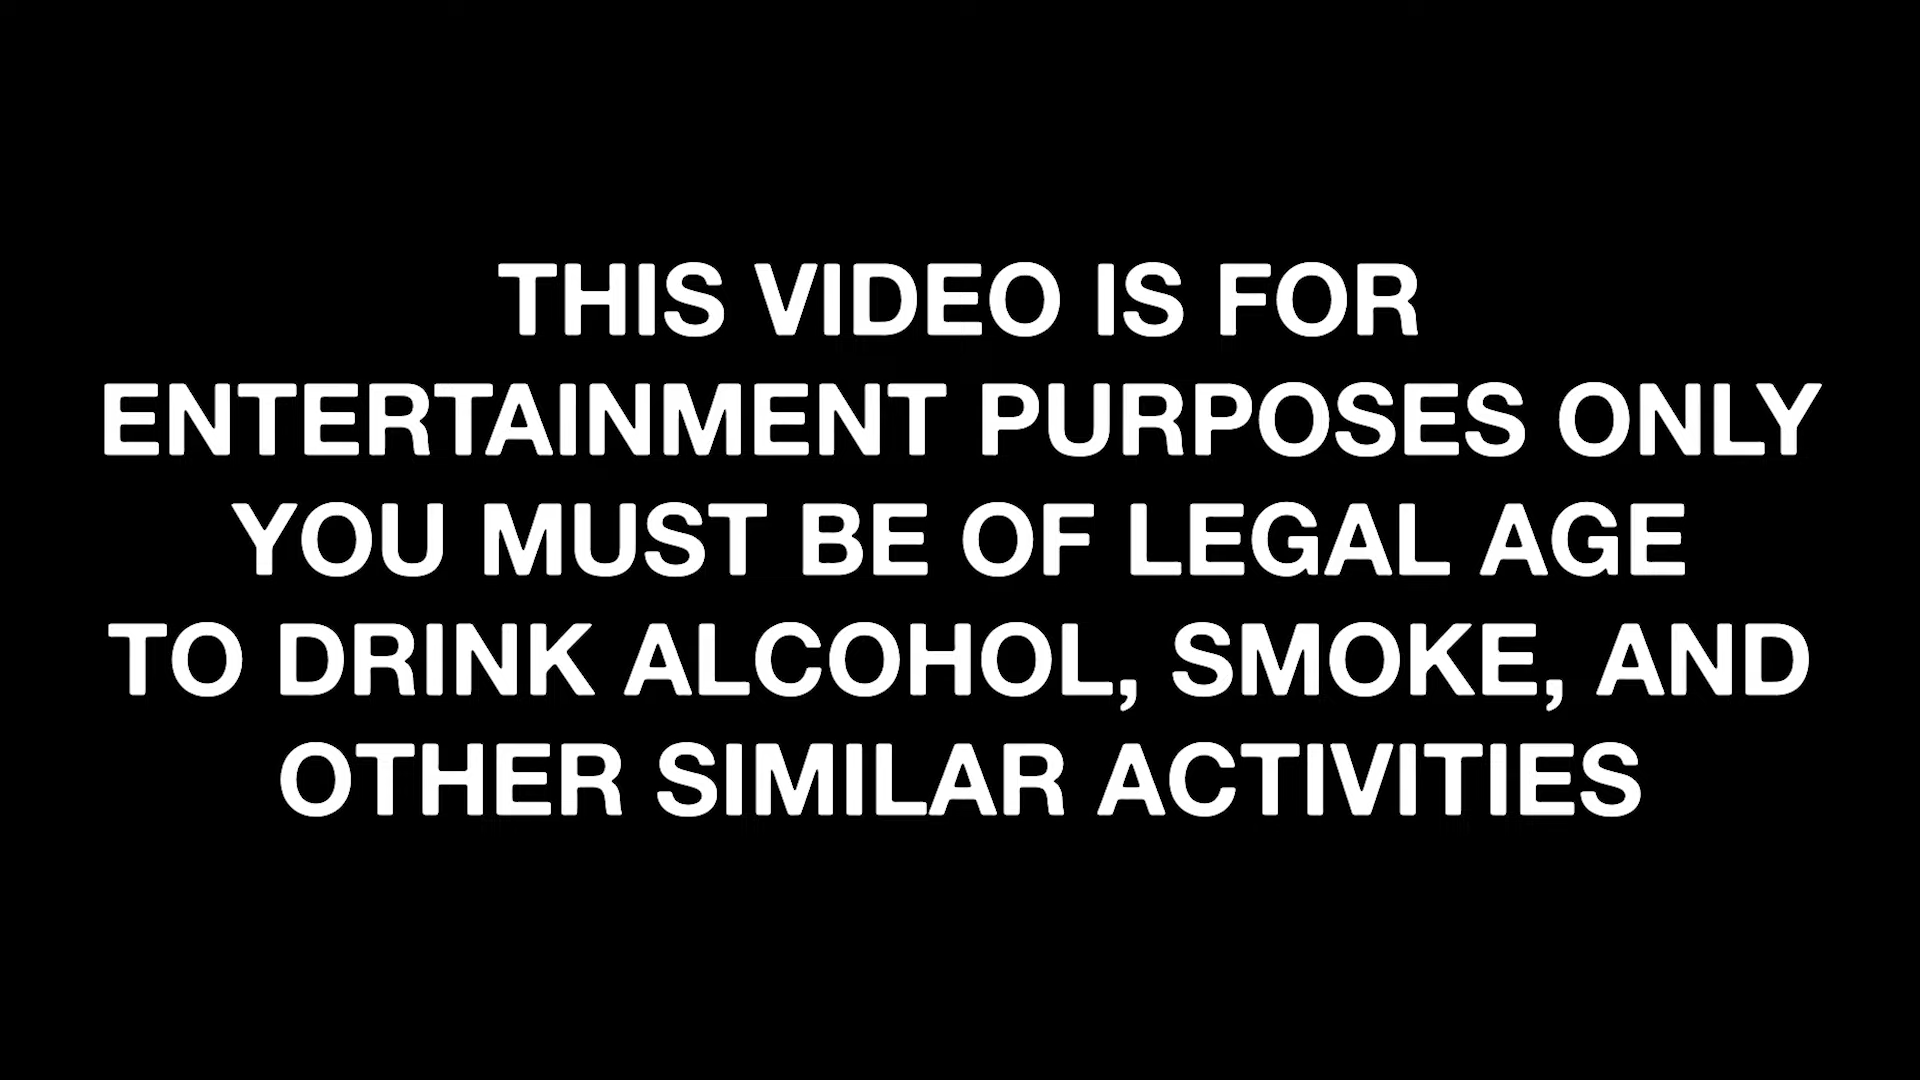 THIS VIDEO IS FOR
ENTERTAINMENT PURPOSES ONLY
YOU MUST BE OF LEGAL AGE
TO DRINK ALCOHOL, SMOKE, AND
OTHER SIMILAR ACTIVITIES